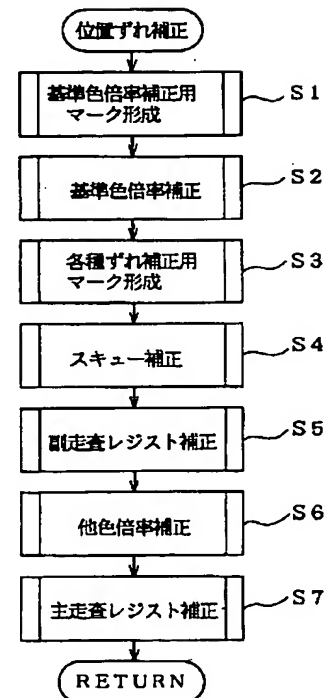 位置ずれ補正
基準色倍率補正用
マーク形成
S1
基準色倍率補正
S2
各種ずれ補正用
マーク形成
S3
スキュー補正
S4
副走査レジスト補正
S5
他色倍率補正
S6
主走査レジスト補正
S7
RETURN